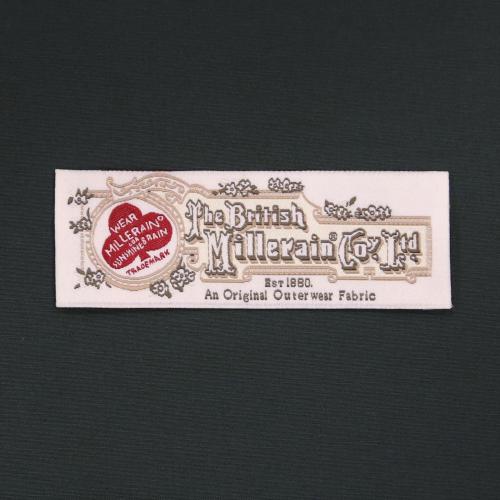 WEAR
MILLERAIN®
FOR
SUNSHINE & RAIN
TRADEMARK
The British
Millerain® Co. Ltd
EST 1880.
An Original Outerwear Fabric